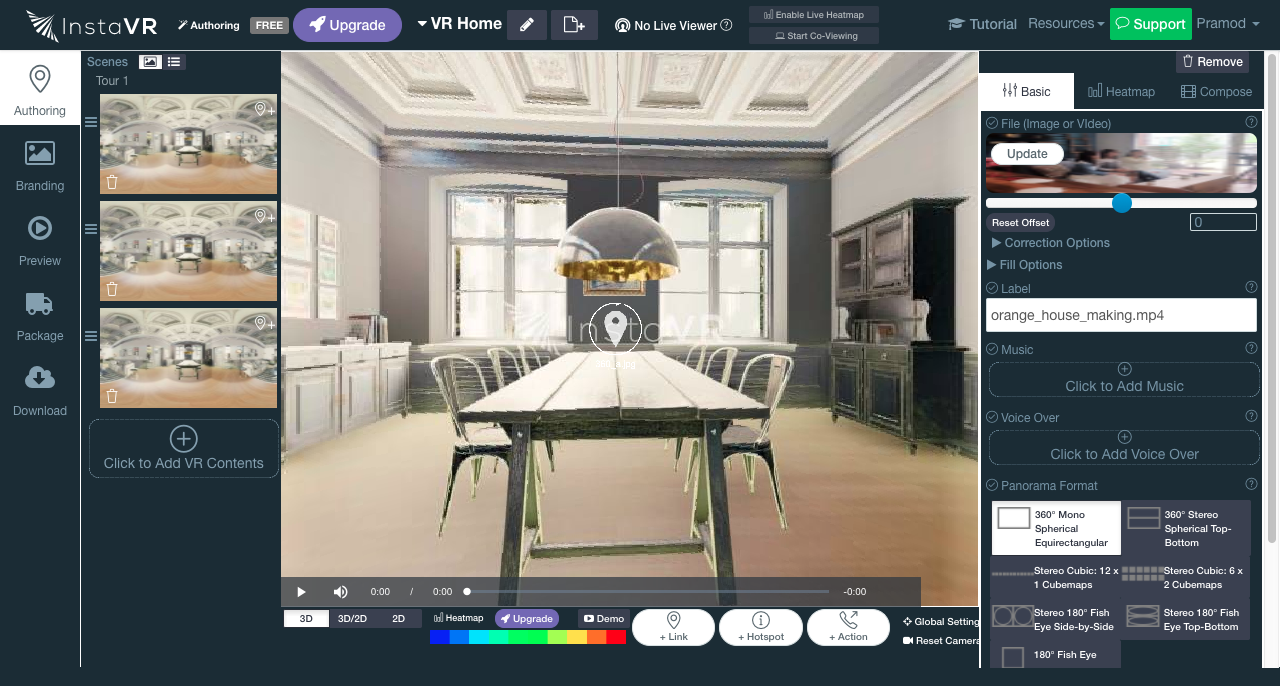 InstaVR
Authoring
FREE
Upgrade
VR Home
No Live Viewer
Enable Live Heatmap
Start Co-Viewing
Tutorial
Resources
Support
Pramod
Authoring
Branding
Preview
Package
Download
Scenes
Tour 1
Click to Add VR Contents
InstaVR
0:00
/
0:00
-0:00
3D
3D/2D
2D
Heatmap
Upgrade
Demo
+ Link
+ Hotspot
+ Action
Global Setting
Reset Camera
Remove
Basic
Heatmap
Compose
File (Image or VIdeo)
Update
Reset Offset
0
Correction Options
Fill Options
Label
orange_house_making.mp4
Music
Click to Add Music
Voice Over
Click to Add Voice Over
Panorama Format
360° Mono
Spherical
Equirectangular
360° Stereo
Spherical Top-
Bottom
Stereo Cubic: 12 x
1 Cubemaps
Stereo Cubic: 6 x
2 Cubemaps
Stereo 180° Fish
Eye Side-by-Side
Stereo 180° Fish
Eye Top-Bottom
180° Fish Eye